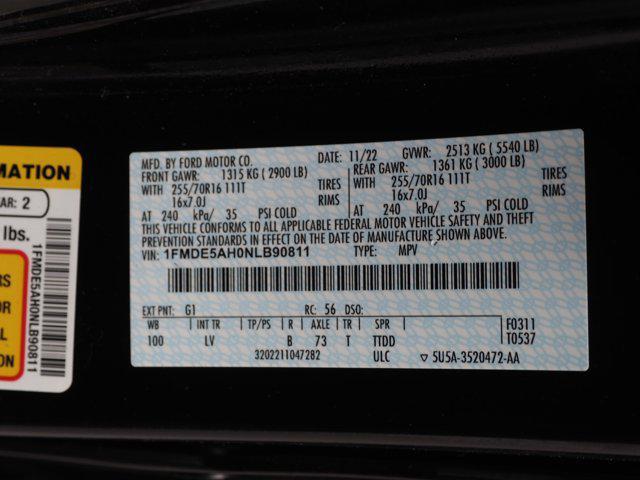 MFD. BY FORD MOTOR CO.
DATE: 11/22 GVWR: 2513 KG ( 5540 LB)
FRONT GAWR: 1315 KG ( 2900 LB) REAR GAWR: 1361 KG ( 3000 LB)
WITH 255/70R16 111T TIRES WITH 255/70R16 111T TIRES
16x7.0J RIMS 16x7.0J RIMS
AT 240 kPa/ 35 PSI COLD AT 240 kPa/ 35 PSI COLD
THIS VEHICLE CONFORMS TO ALL APPLICABLE FEDERAL MOTOR VEHICLE SAFETY AND THEFT
PREVENTION STANDARDS IN EFFECT ON THE DATE OF MANUFACTURE SHOWN ABOVE.
VIN: 1FMDE5AH0NLB90811 TYPE: MPV
EXT PNT: G1 RC: 56 DSO:
WB INT TR TP/PS R AXLE TR SPR
100 LV B 73 T TTDD
3202211047282 ULC
F0311
T0537
5U5A-3520472-AA
MATION
AR: 2
lbs.
RS
OR
AL
ING
1FMDE5AH0NLB90811